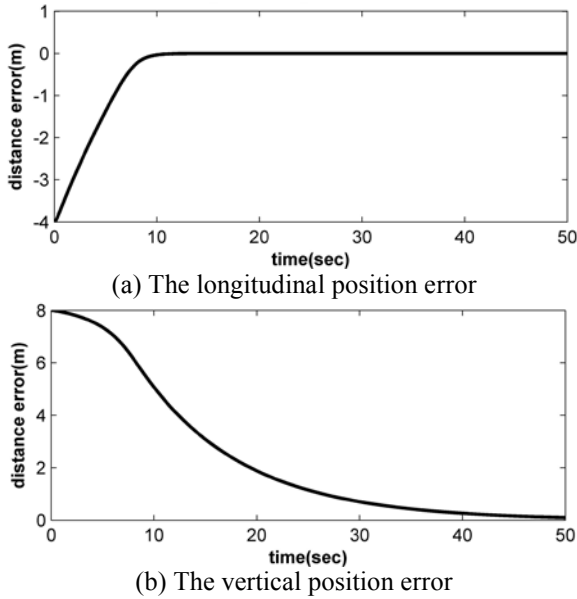 1
0
-1
-2
-3
-4
distance error(m)
0 10 20 30 40 50
time(sec)
(a) The longitudinal position error
8
6
4
2
0
distance error(m)
0 10 20 30 40 50
time(sec)
(b) The vertical position error